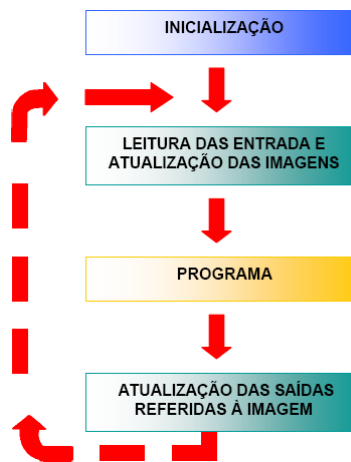 INICIALIZAÇÃO
LEITURA DAS ENTRADA E
ATUALIZAÇÃO DAS IMAGENS
PROGRAMA
ATUALIZAÇÃO DAS SAÍDAS
REFERIDAS À IMAGEM